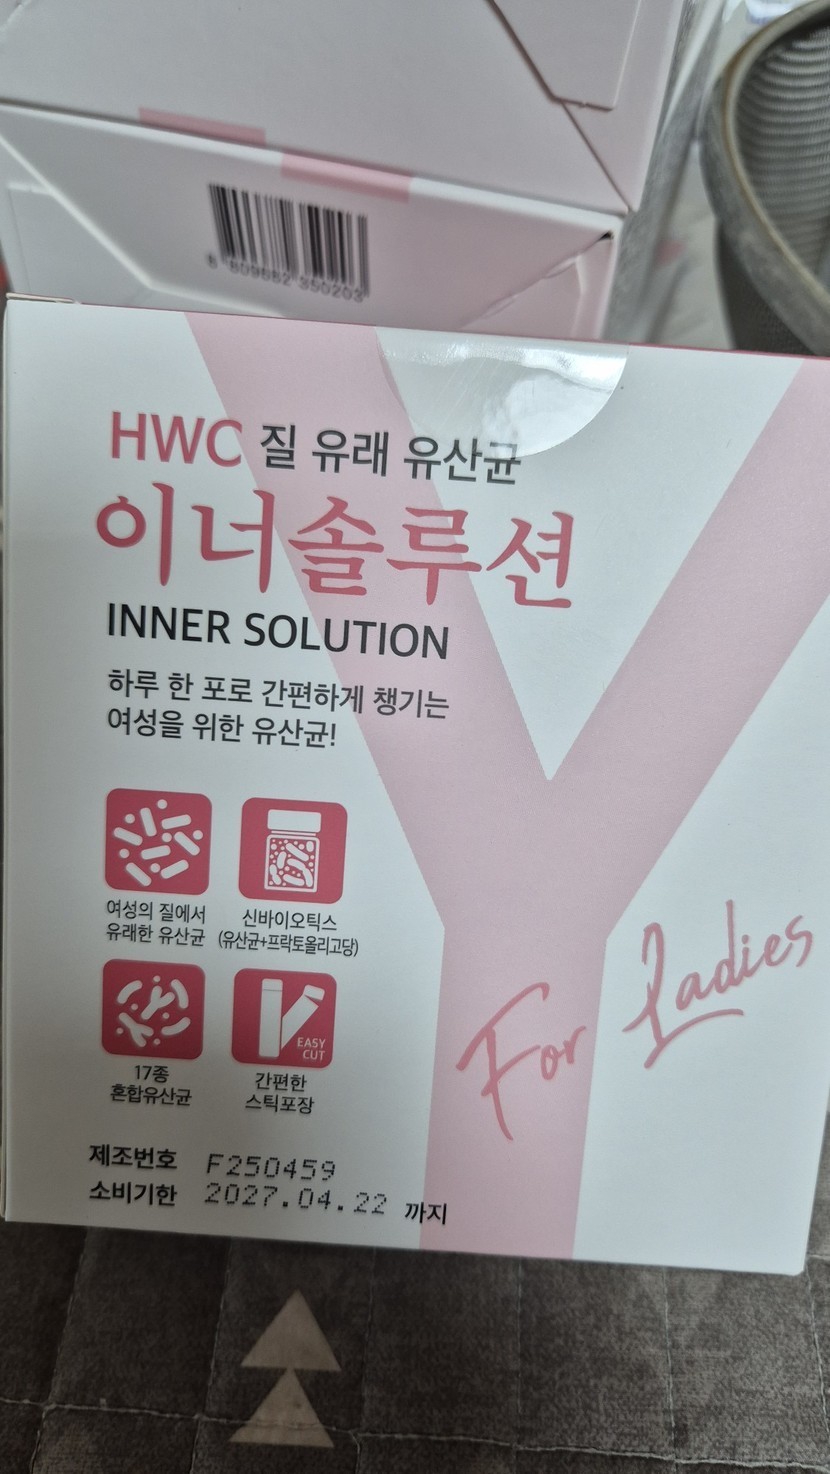 8 809682 350203
HWC 질 유래 유산균
이너솔루션
INNER SOLUTION
하루 한 포로 간편하게 챙기는
여성을 위한 유산균!
여성의 질에서
유래한 유산균
신바이오틱스
(유산균+프락토올리고당)
17종
혼합유산균
EASY
CUT
간편한
스틱포장
For Ladies
제조번호 F250459
소비기한 2027.04.22 까지